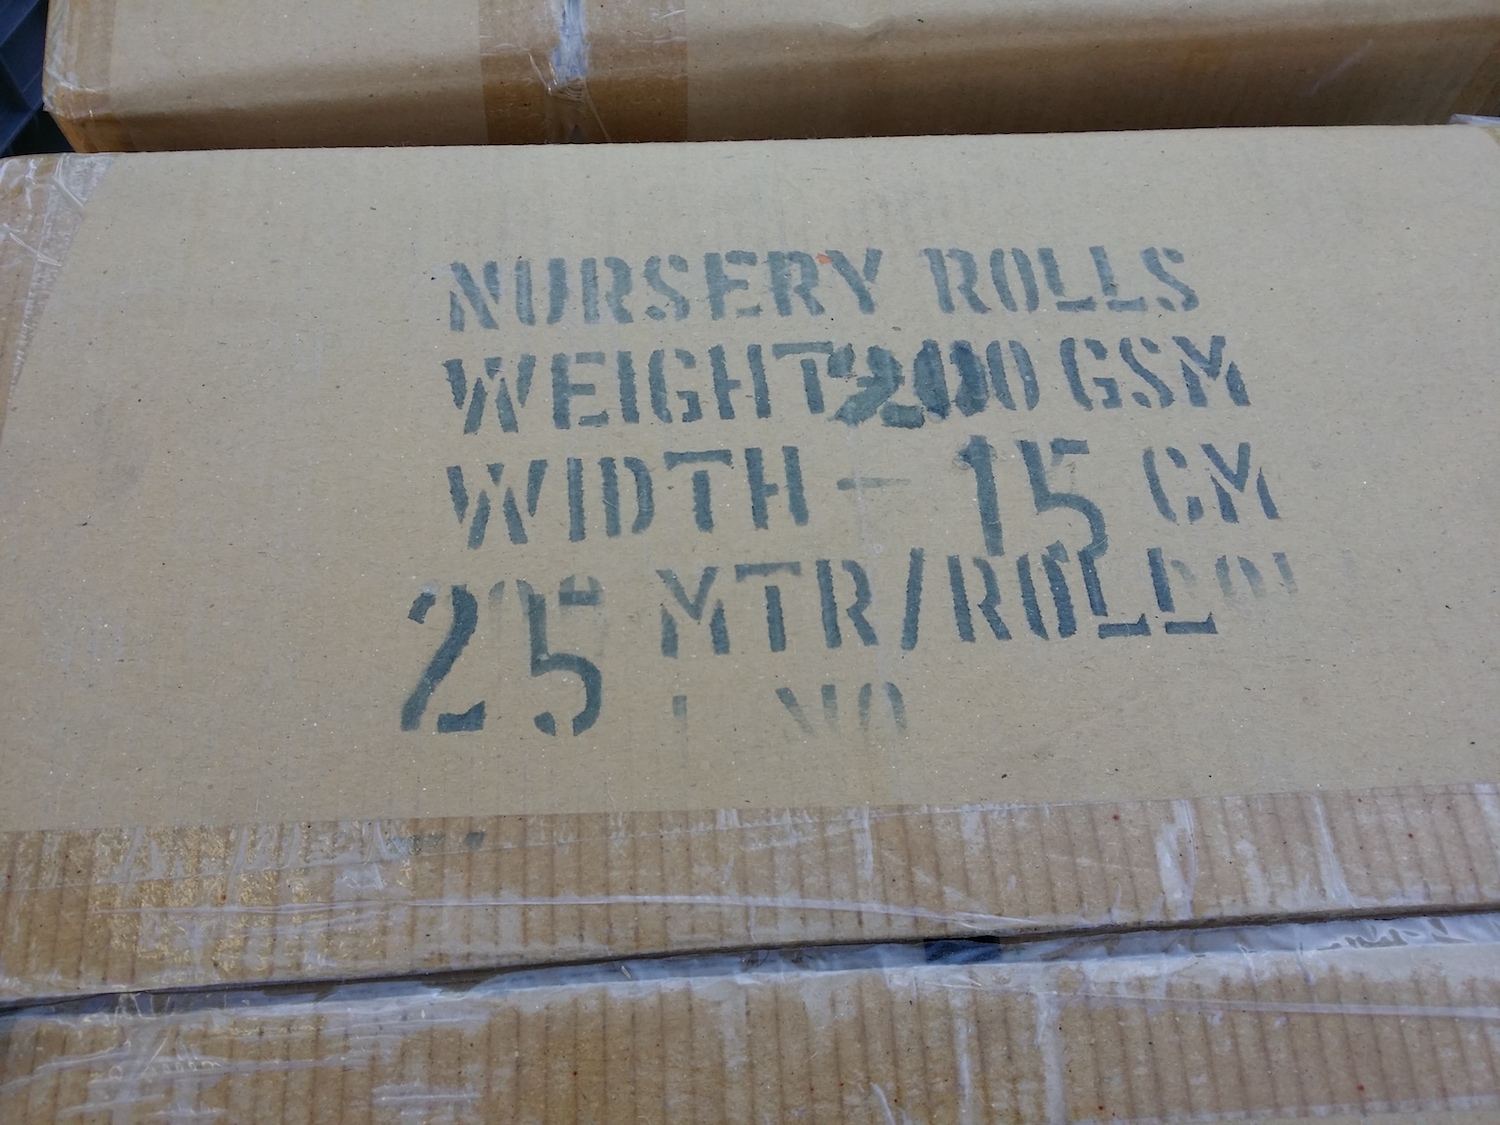 NURSERY ROLLS
WEIGHT 200 GSM
WIDTH - 15 CM
25 MTR/ROLL
NO